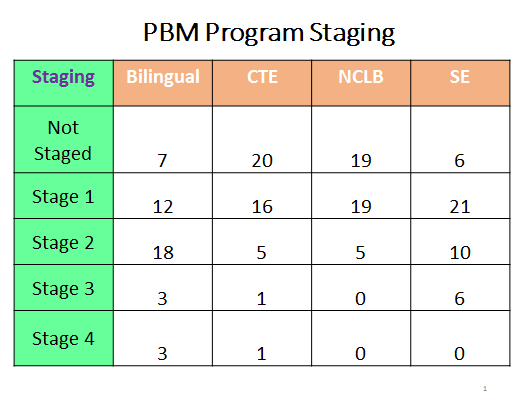 PBM Program Staging
Staging Bilingual CTE NCLB SE
Not
Staged 7 20 19 6
Stage 1 12 16 19 21
Stage 2 18 5 5 10
Stage 3 3 1 0 6
Stage 4 3 1 0 0
1